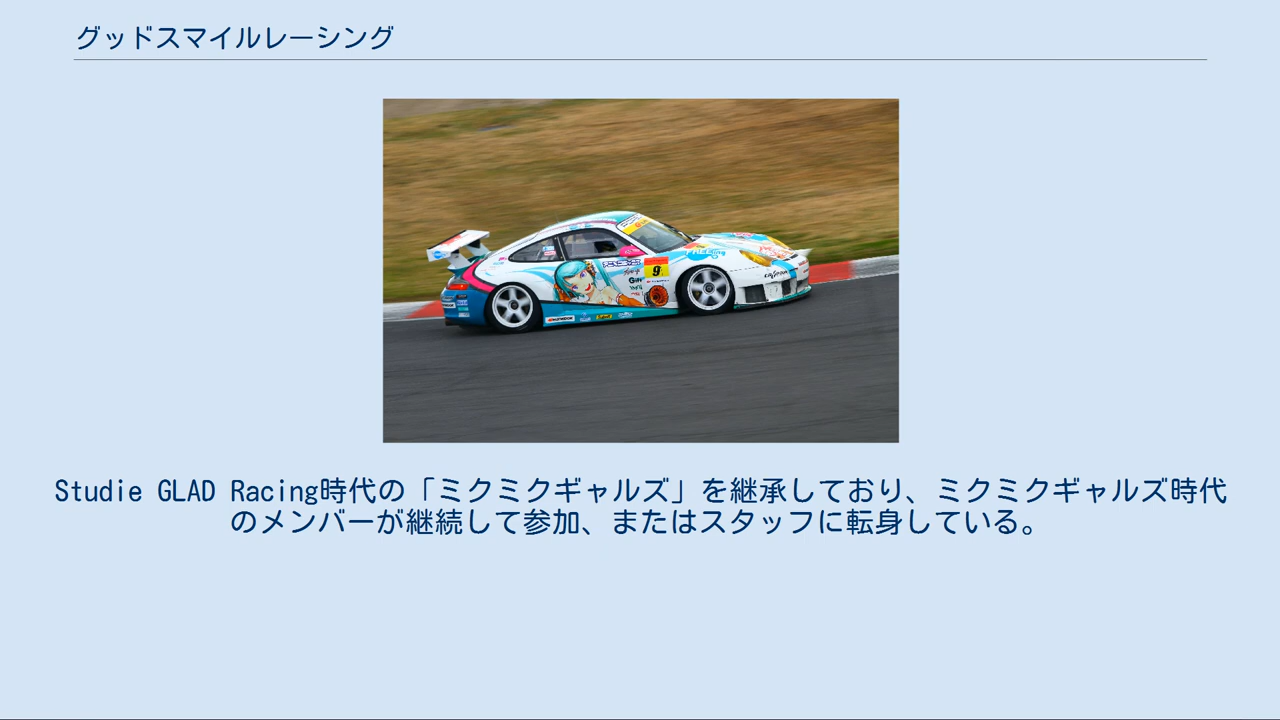 グッドスマイルレーシング
9
Studie GLAD Racing時代の「ミクミクギャルズ」を継承しており、ミクミクギャルズ時代
のメンバーが継続して参加、またはスタッフに転身している。